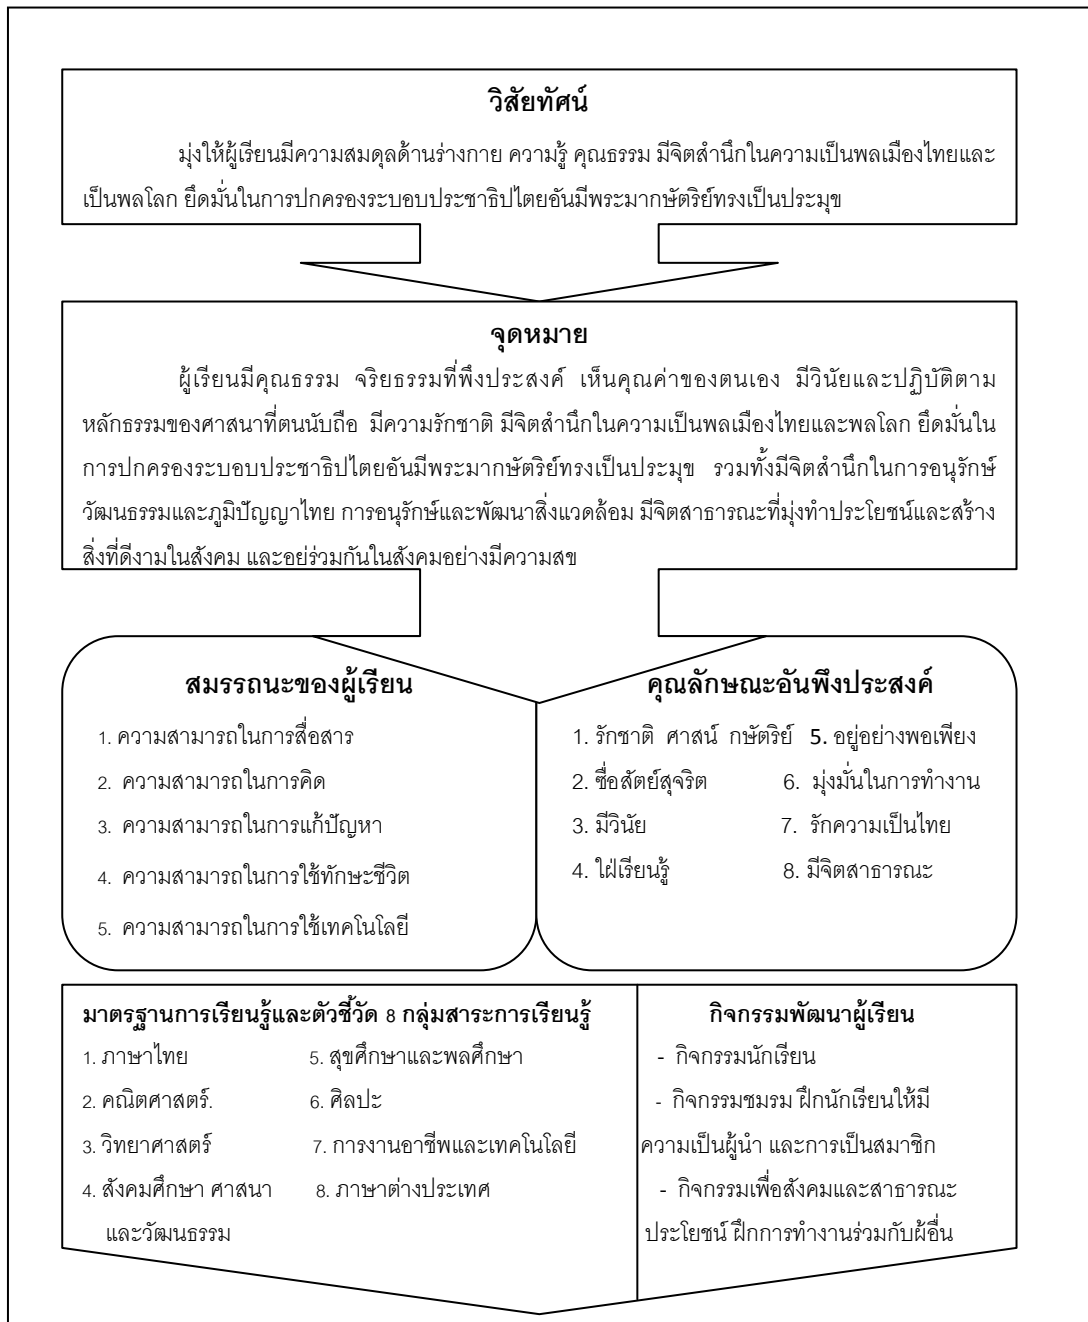 วิสัยทัศน์
มุ่งให้ผู้เรียนมีความสมดุลด้านร่างกาย ความรู้ คุณธรรม มีจิตสำนึกในความเป็นพลเมืองไทยและ
เป็นพลโลก ยึดมั่นในการปกครองระบอบประชาธิปไตยอันมีพระมากษัตริย์ทรงเป็นประมุข
จุดหมาย
ผู้เรียนมีคุณธรรม จริยธรรมที่พึงประสงค์ เห็นคุณค่าของตนเอง มีวินัยและปฏิบัติตาม
หลักธรรมของศาสนาที่ตนนับถือ มีความรักชาติ มีจิตสำนึกในความเป็นพลเมืองไทยและพลโลก ยึดมั่นใน
การปกครองระบอบประชาธิปไตยอันมีพระมากษัตริย์ทรงเป็นประมุข รวมทั้งมีจิตสำนึกในการอนุรักษ์
วัฒนธรรมและภูมิปัญญาไทย การอนุรักษ์และพัฒนาสิ่งแวดล้อม มีจิตสาธารณะที่มุ่งทำประโยชน์และสร้าง
สิ่งที่ดีงามในสังคม และอยู่ร่วมกันในสังคมอย่างมีความสุข
สมรรถนะของผู้เรียน
1. ความสามารถในการสื่อสาร
2. ความสามารถในการคิด
3. ความสามารถในการแก้ปัญหา
4. ความสามารถในการใช้ทักษะชีวิต
5. ความสามารถในการใช้เทคโนโลยี
คุณลักษณะอันพึงประสงค์
1. รักชาติ ศาสน์ กษัตริย์ 5. อยู่อย่างพอเพียง
2. ซื่อสัตย์สุจริต 6. มุ่งมั่นในการทำงาน
3. มีวินัย 7. รักความเป็นไทย
4. ใฝ่เรียนรู้ 8. มีจิตสาธารณะ
มาตรฐานการเรียนรู้และตัวชี้วัด 8 กลุ่มสาระการเรียนรู้
1. ภาษาไทย 5. สุขศึกษาและพลศึกษา
2. คณิตศาสตร์. 6. ศิลปะ
3. วิทยาศาสตร์ 7. การงานอาชีพและเทคโนโลยี
4. สังคมศึกษา ศาสนา 8. ภาษาต่างประเทศ
และวัฒนธรรม
กิจกรรมพัฒนาผู้เรียน
- กิจกรรมนักเรียน
- กิจกรรมชมรม ฝึกนักเรียนให้มี
ความเป็นผู้นำ และการเป็นสมาชิก
- กิจกรรมเพื่อสังคมและสาธารณะ
ประโยชน์ ฝึกการทำงานร่วมกับผู้อื่น